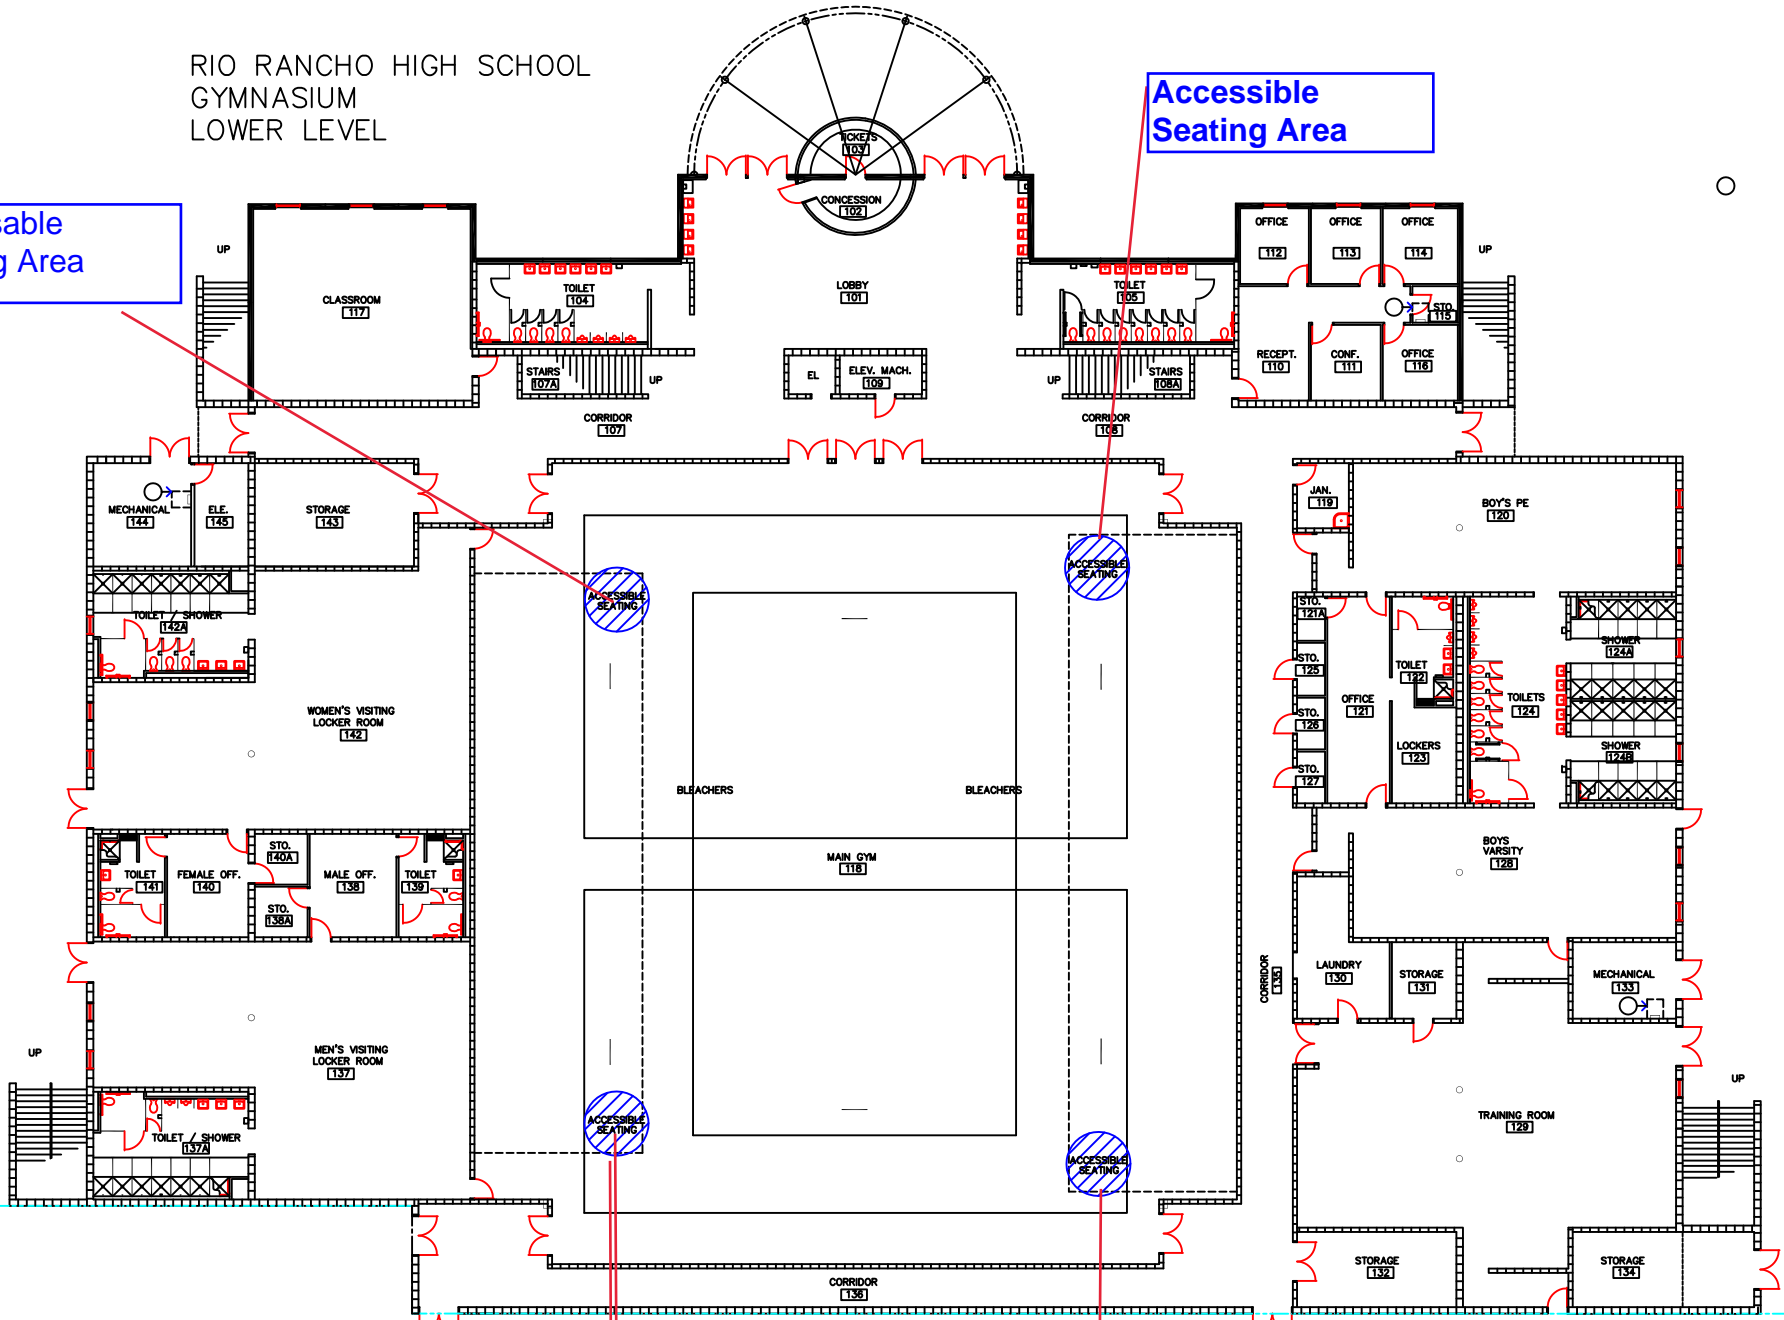 RIO RANCHO HIGH SCHOOL
GYMNASIUM
LOWER LEVEL
Accessible
Seating Area
Area
TICKETS
103
CONCESSION
102
LOBBY
101
UP
CLASSROOM
117
TOILET
104
TOILET
105
OFFICE
112
OFFICE
113
OFFICE
114
UP
STO.
115
RECEPT.
110
CONF.
111
OFFICE
116
STAIRS
107A
UP
EL
ELEV. MACH.
109
UP
STAIRS
108A
CORRIDOR
107
CORRIDOR
108
MECHANICAL
144
ELE.
145
STORAGE
143
JAN.
119
BOY'S PE
120
ACCESSIBLE
SEATING
ACCESSIBLE
SEATING
TOILET / SHOWER
142A
STO.
121A
STO.
125
STO.
126
STO.
127
OFFICE
121
TOILET
122
LOCKERS
123
TOILETS
124
SHOWER
124A
SHOWER
124B
WOMEN'S VISITING
LOCKER ROOM
142
BLEACHERS
BLEACHERS
MAIN GYM
118
BOYS
VARSITY
128
TOILET
141
FEMALE OFF.
140
STO.
140A
STO.
138A
MALE OFF.
138
TOILET
139
CORRIDOR
135
LAUNDRY
130
STORAGE
131
MECHANICAL
133
UP
MEN'S VISITING
LOCKER ROOM
137
UP
TRAINING ROOM
129
ACCESSIBLE
SEATING
ACCESSIBLE
SEATING
TOILET / SHOWER
137A
STORAGE
132
STORAGE
134
CORRIDOR
136